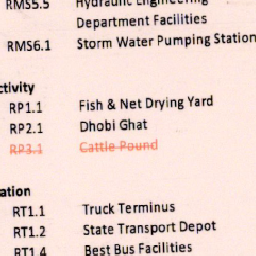 RMS5.5 Hydraulic Engineering
Department Facilities
RMS6.1 Storm Water Pumping Station
RP1.1 Fish & Net Drying Yard
RP2.1 Dhobi Ghat
RP3.1 Cattle Pound
RT1.1 Truck Terminus
RT1.2 State Transport Depot
RT1.4 Best Bus Facilities